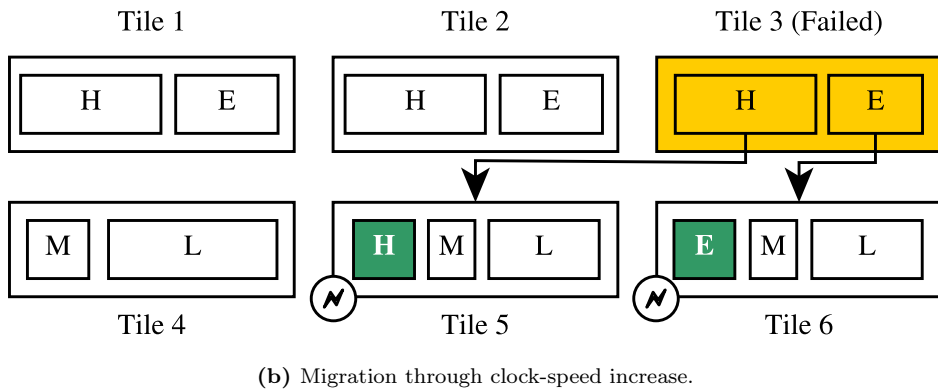 Tile 1 Tile 2 Tile 3 (Failed)
H E H E H E
M L H M L E M L
Tile 4 Tile 5 Tile 6
(b) Migration through clock-speed increase.